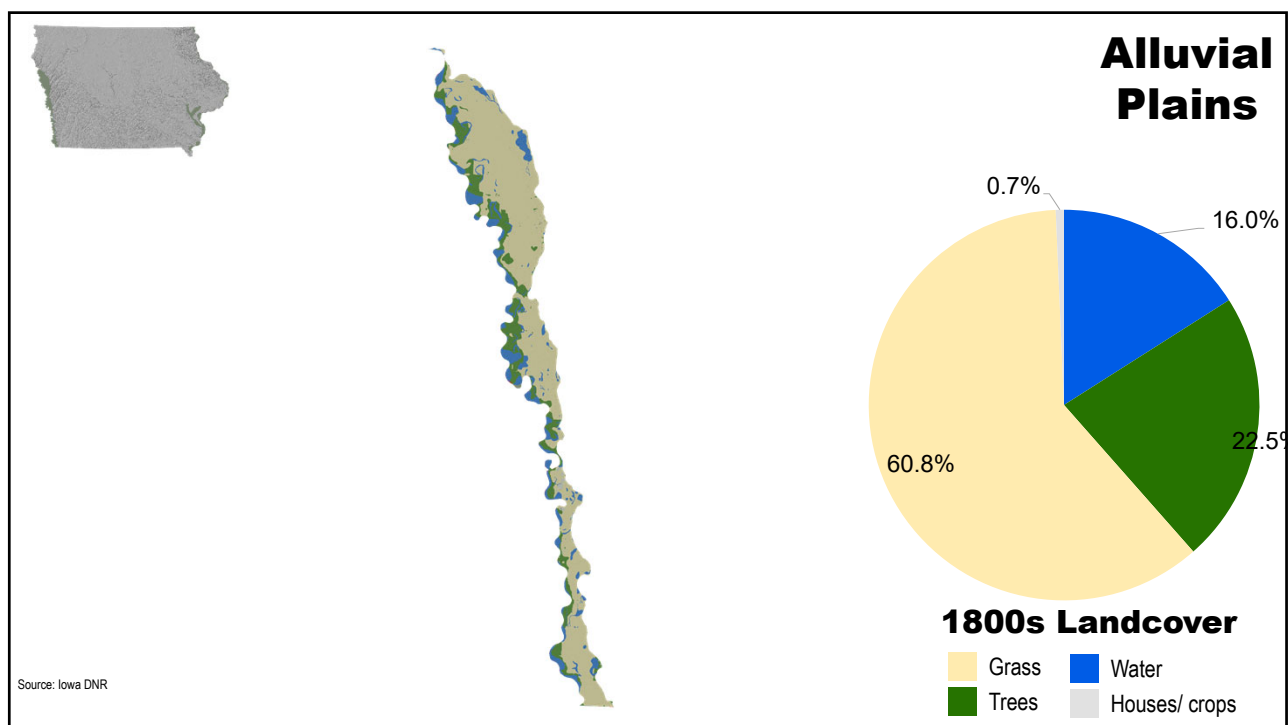 Alluvial
Plains
0.7%
16.0%
22.5%
60.8%
1800s Landcover
Grass
Water
Trees
Houses/ crops
Source: Iowa DNR